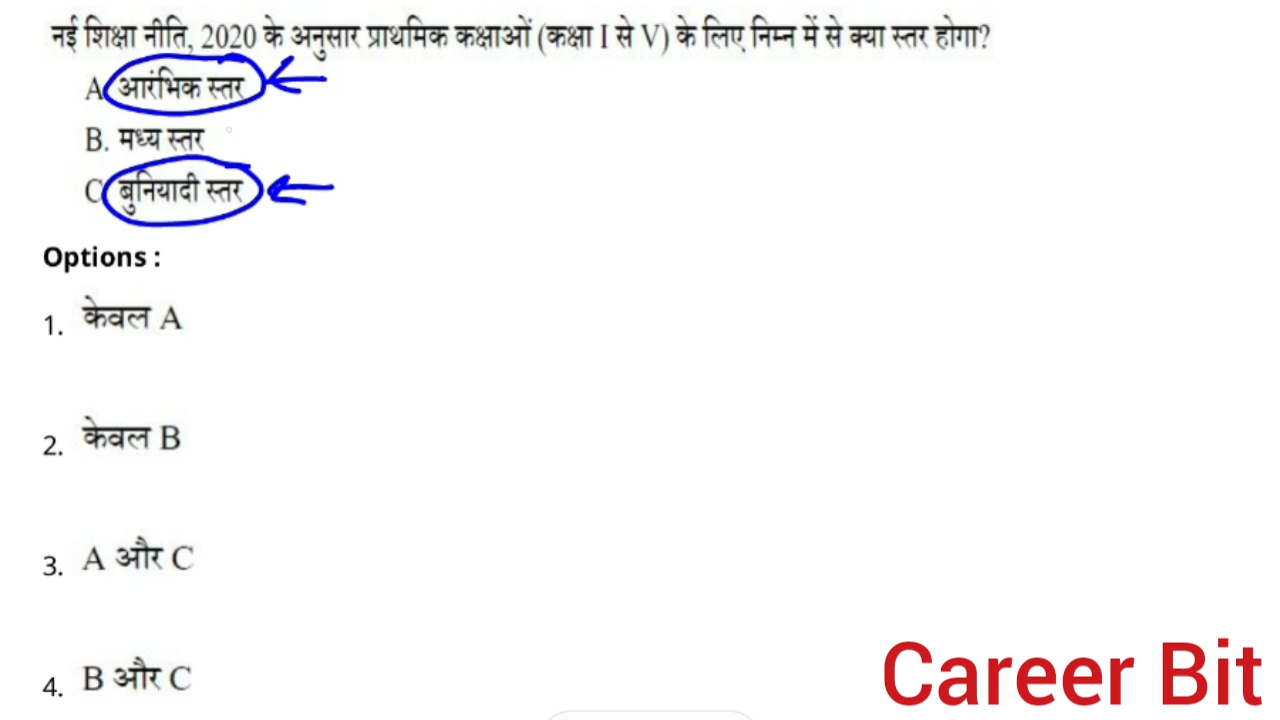 नई शिक्षा नीति, 2020 के अनुसार प्राथमिक कक्षाओं (कक्षा I से V) के लिए निम्न में से क्या स्तर होगा?
A. आरंभिक स्तर
B. मध्य स्तर
C. बुनियादी स्तर
Options :
1. केवल A
2. केवल B
3. A और C
4. B और C
Career Bit